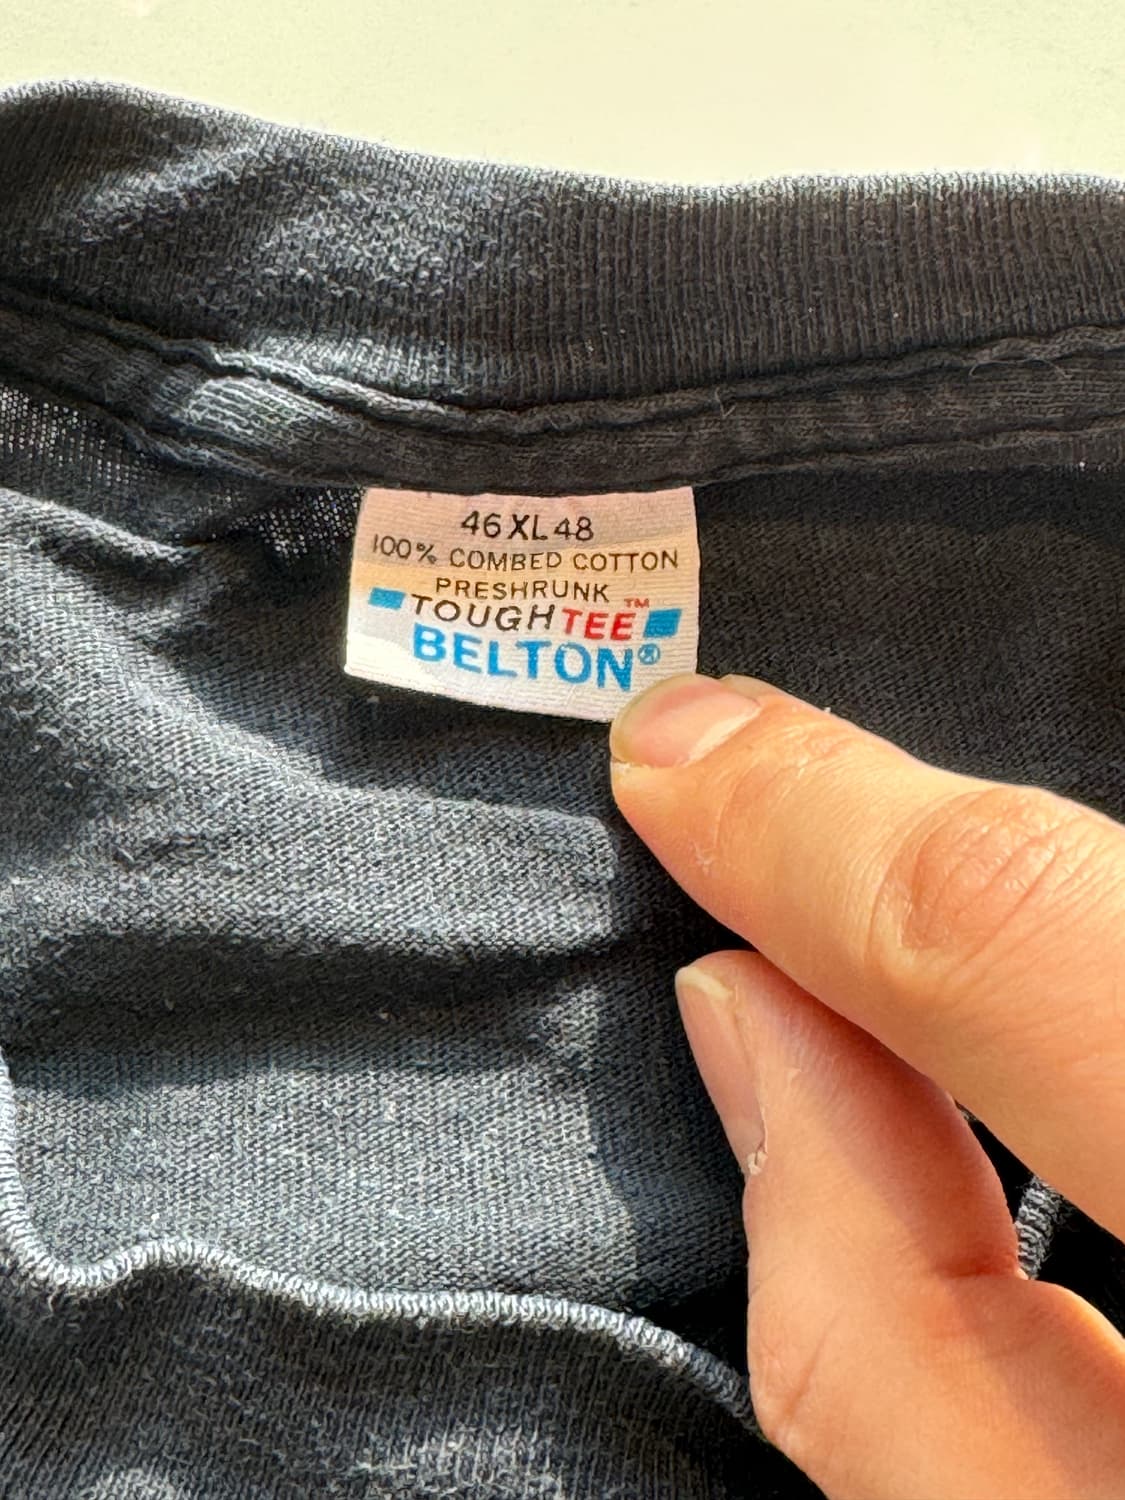 46 XL 48
100% COMBED COTTON
PRESHRUNK
TOUGHTEE™
BELTON®